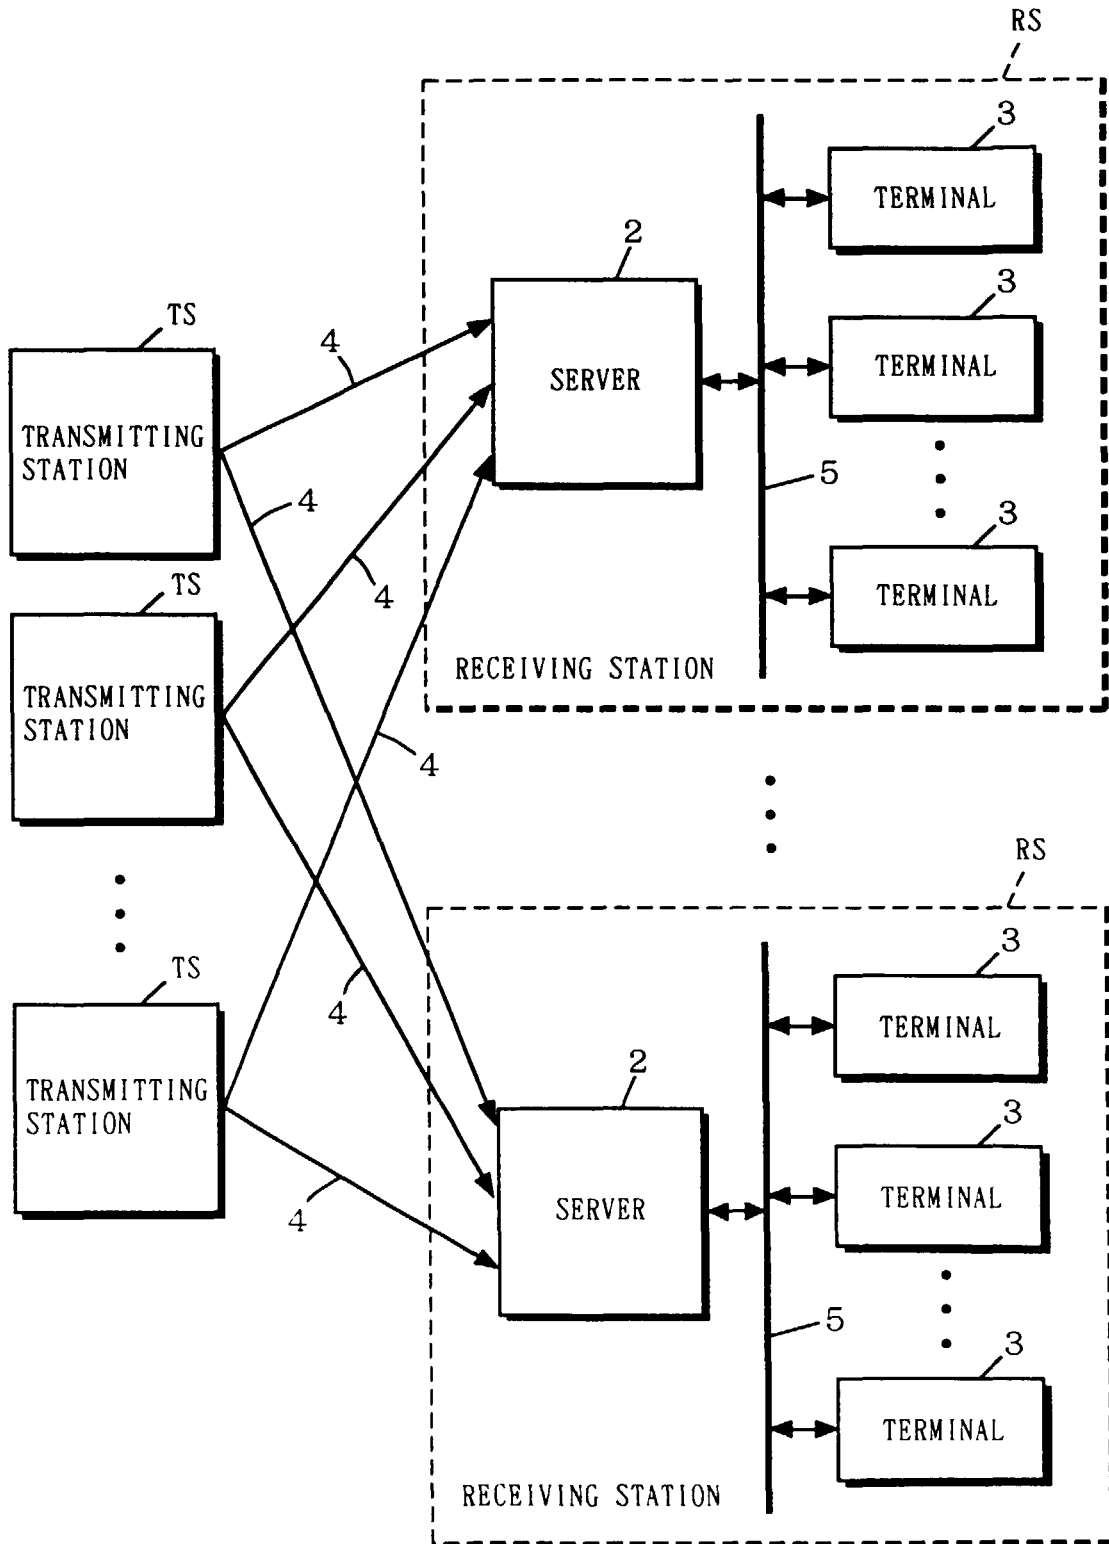 RS
3
TERMINAL
2
3
TS
4
SERVER
TERMINAL
TRANSMITTING
STATION
4
5
3
TS
4
TERMINAL
RECEIVING STATION
TRANSMITTING
STATION
4
RS
TS
3
4
TERMINAL
2
3
TRANSMITTING
STATION
SERVER
TERMINAL
4
5
3
TERMINAL
RECEIVING STATION